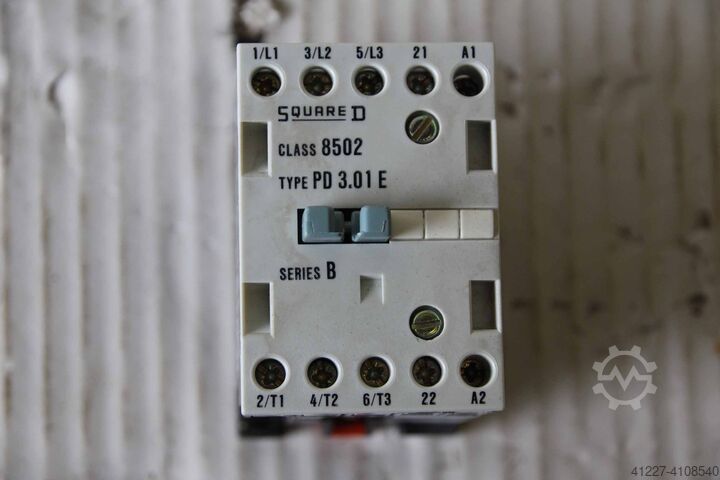 1/L1 3/L2 5/L3 21 A1
SQUARE D
CLASS 8502
TYPE PD 3.01 E
SERIES B
2/T1 4/T2 6/T3 22 A2
41227-4108540